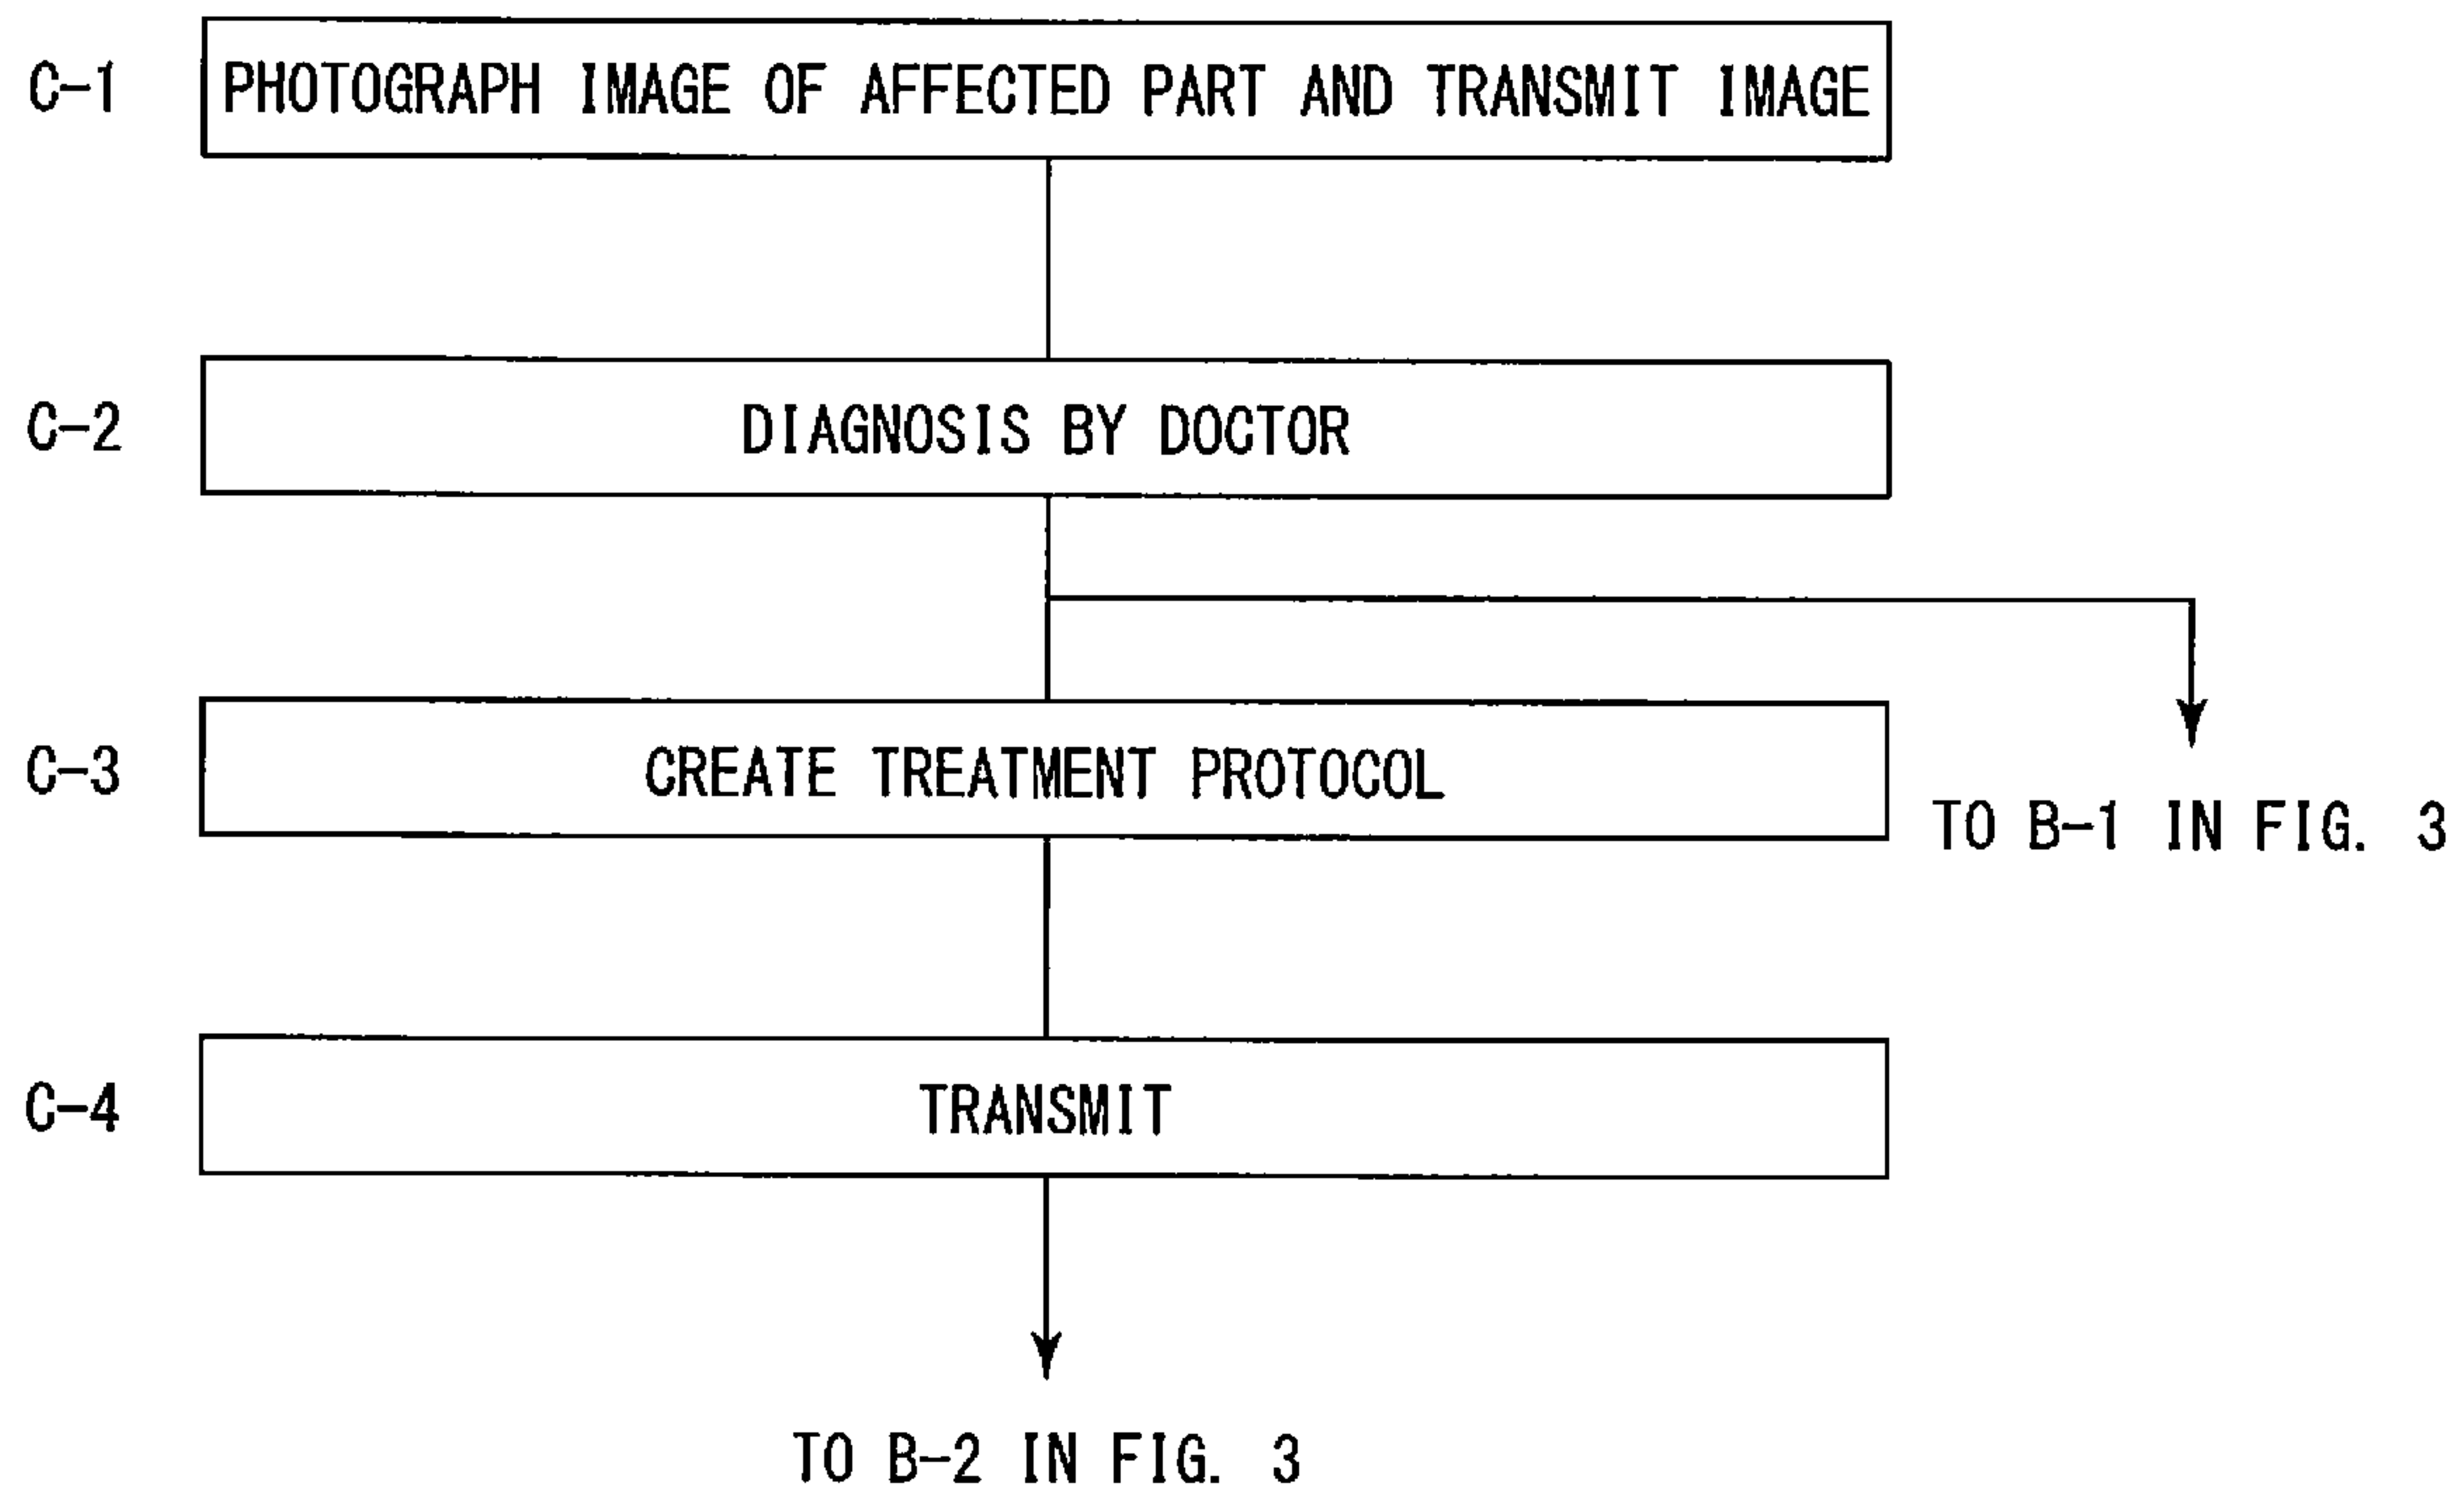 C-1 PHOTOGRAPH IMAGE OF AFFECTED PART AND TRANSMIT IMAGE
C-2 DIAGNOSIS BY DOCTOR
C-3 CREATE TREATMENT PROTOCOL
TO B-1 IN FIG. 3
C-4 TRANSMIT
TO B-2 IN FIG. 3